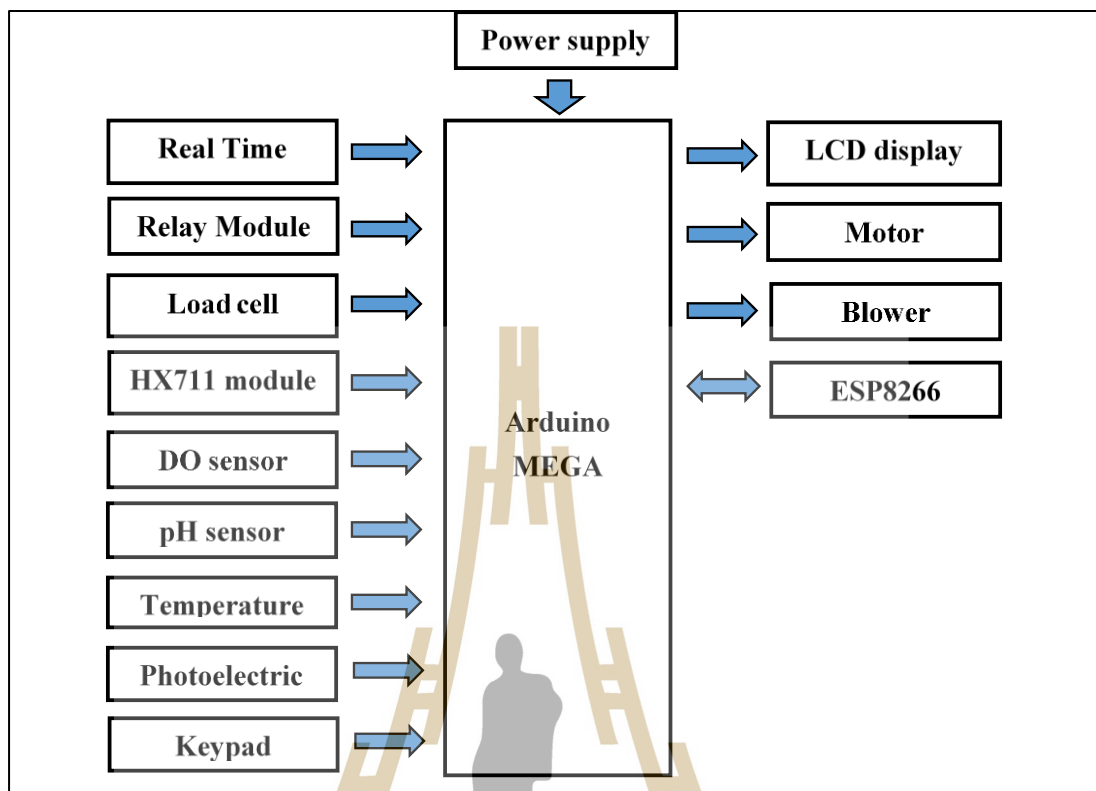 Power supply
Real Time
Relay Module
Load cell
HX711 module
DO sensor
pH sensor
Temperature
Photoelectric
Keypad
Arduino
MEGA
LCD display
Motor
Blower
ESP8266